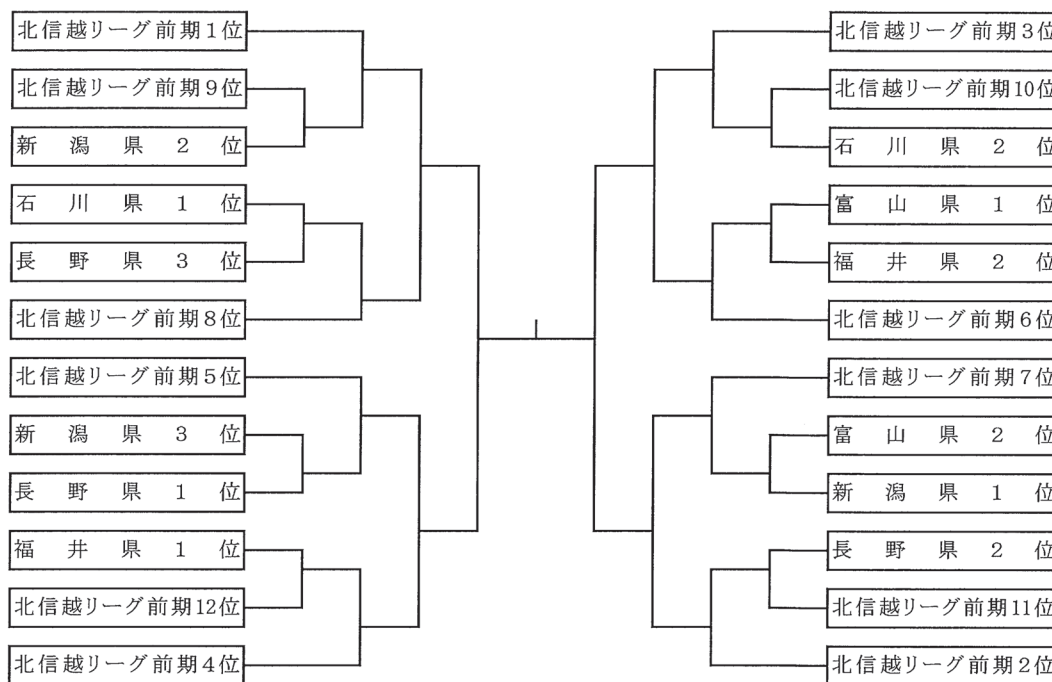 北信越リーグ前期1位
北信越リーグ前期9位
新潟県2位
石川県1位
長野県3位
北信越リーグ前期8位
北信越リーグ前期5位
新潟県3位
長野県1位
福井県1位
北信越リーグ前期12位
北信越リーグ前期4位
北信越リーグ前期3位
北信越リーグ前期10位
石川県2位
富山県1位
福井県2位
北信越リーグ前期6位
北信越リーグ前期7位
富山県2位
新潟県1位
長野県2位
北信越リーグ前期11位
北信越リーグ前期2位